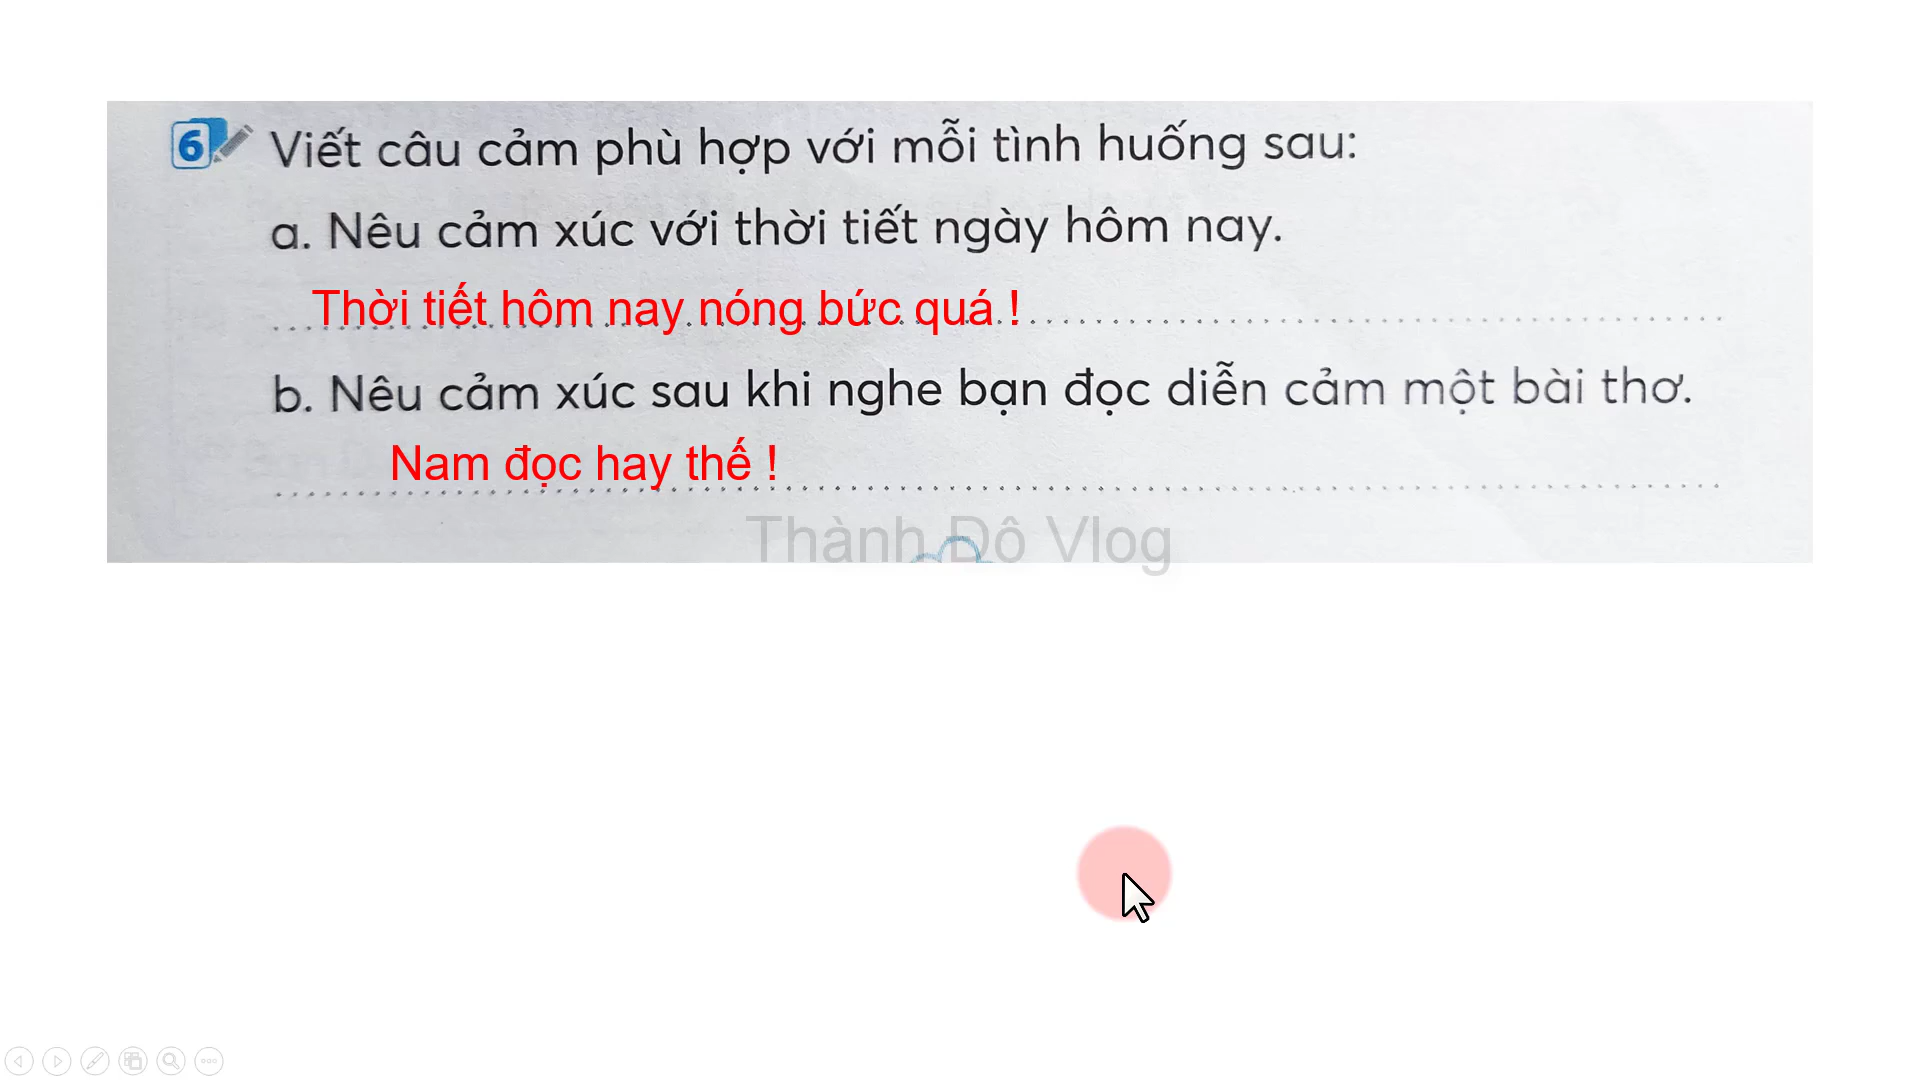 6 Viết câu cảm phù hợp với mỗi tình huống sau:
a. Nêu cảm xúc với thời tiết ngày hôm nay.
Thời tiết hôm nay nóng bức quá !
b. Nêu cảm xúc sau khi nghe bạn đọc diễn cảm một bài thơ.
Nam đọc hay thế !
Thành Đô Vlog